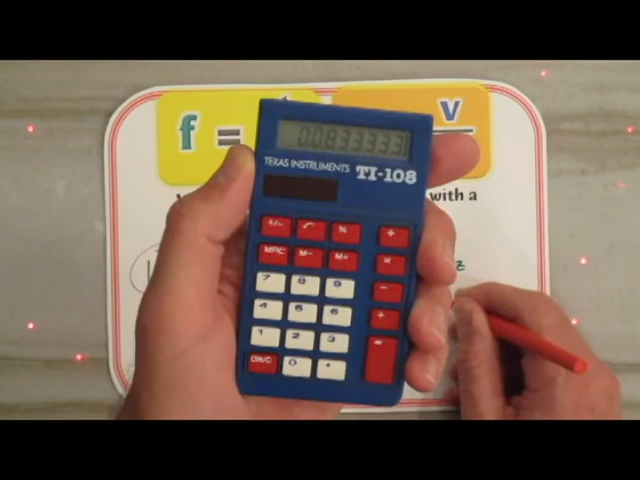 f =
v
0.0833333
TEXAS INSTRUMENTS TI-108
with a
z
+/- √ % ÷
MRC M- M+ ×
7 8 9 -
4 5 6 +
1 2 3 =
ON/C 0 .